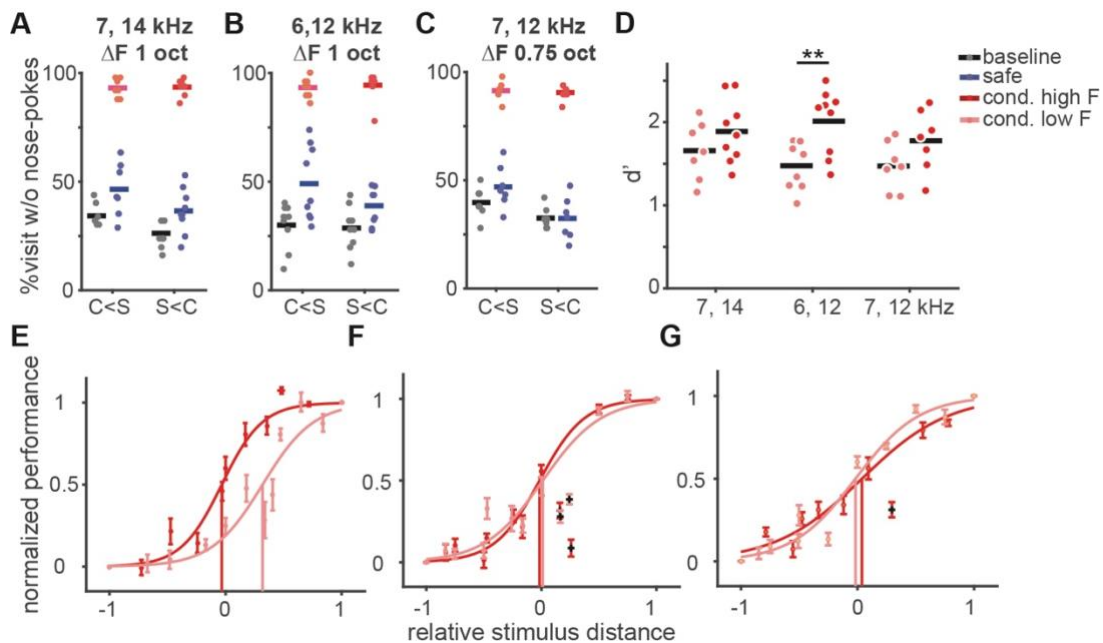 A
7, 14 kHz
ΔF 1 oct
B
6,12 kHz
ΔF 1 oct
C
7, 12 kHz
ΔF 0.75 oct
D
%visit w/o nose-pokes
100
50
0
C<S
S<C
100
50
0
C<S
S<C
100
50
0
C<S
S<C
d'
2
1
0
**
7, 14
6, 12
7, 12 kHz
baseline
safe
cond. high F
cond. low F
E
normalized performance
1
0.5
0
-1
0
1
F
1
0.5
0
-1
0
1
G
1
0.5
0
-1
0
1
relative stimulus distance